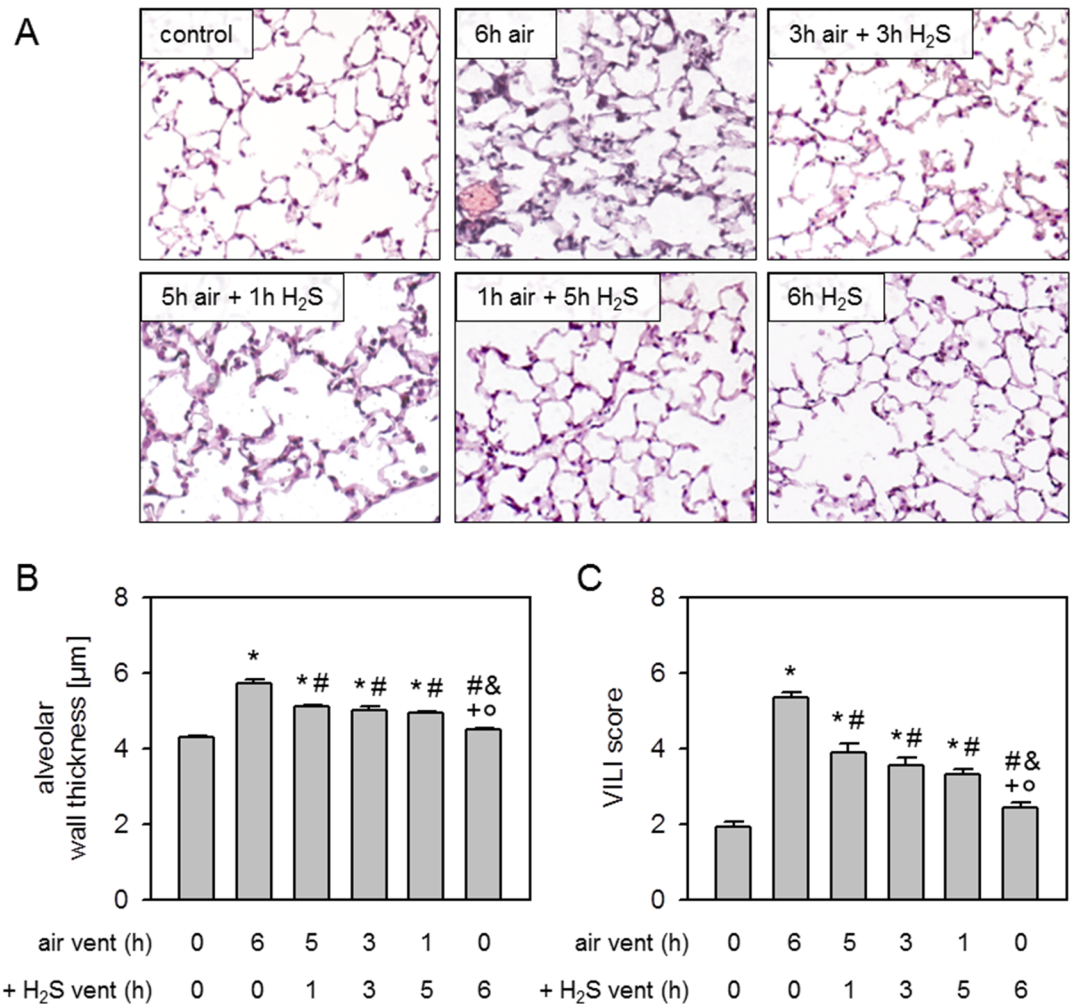 A
control
6h air
3h air + 3h H₂S
5h air + 1h H₂S
1h air + 5h H₂S
6h H₂S
B
8
6
4
2
0
alveolar
wall thickness [µm]
*
*#
*#
*#
#&
+o
air vent (h) 0 6 5 3 1 0
+ H₂S vent (h) 0 0 1 3 5 6
C
8
6
4
2
0
VILI score
*
*#
*#
*#
#&
+o
air vent (h) 0 6 5 3 1 0
+ H₂S vent (h) 0 0 1 3 5 6